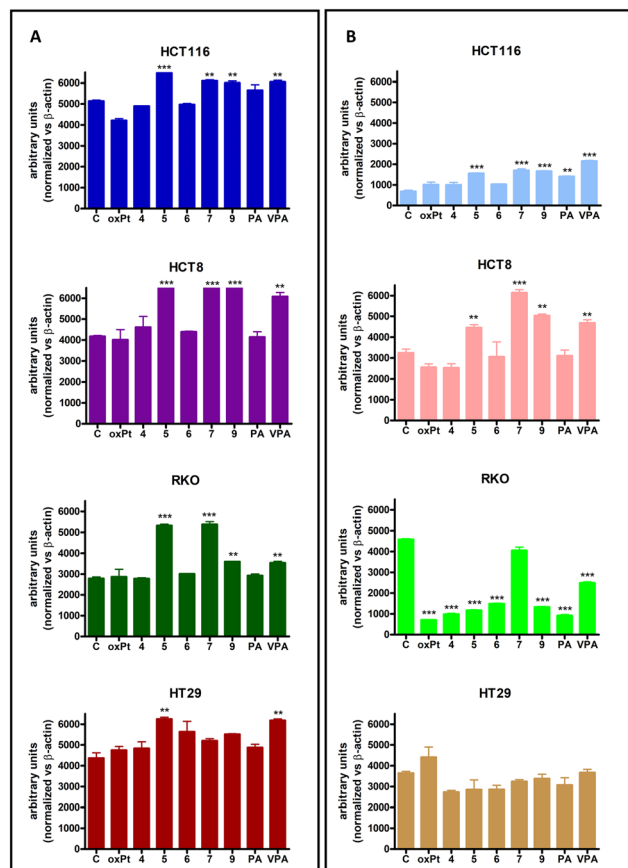 A
HCT116
arbitrary units
(normalized vs β-actin)
6000
5000
4000
3000
2000
1000
0
*** ** ** **
C oxPt 4 5 6 7 9 PA VPA
HCT8
arbitrary units
(normalized vs β-actin)
6000
5000
4000
3000
2000
1000
0
*** *** *** **
C oxPt 4 5 6 7 9 PA VPA
RKO
arbitrary units
(normalized vs β-actin)
6000
5000
4000
3000
2000
1000
0
*** *** ** **
C oxPt 4 5 6 7 9 PA VPA
HT29
arbitrary units
(normalized vs β-actin)
6000
5000
4000
3000
2000
1000
0
** **
C oxPt 4 5 6 7 9 PA VPA
B
HCT116
arbitrary units
(normalized vs β-actin)
6000
5000
4000
3000
2000
1000
0
*** *** *** ** ***
C oxPt 4 5 6 7 9 PA VPA
HCT8
arbitrary units
(normalized vs β-actin)
6000
5000
4000
3000
2000
1000
0
** *** ** **
C oxPt 4 5 6 7 9 PA VPA
RKO
arbitrary units
(normalized vs β-actin)
6000
5000
4000
3000
2000
1000
0
*** *** *** *** *** *** ***
C oxPt 4 5 6 7 9 PA VPA
HT29
arbitrary units
(normalized vs β-actin)
6000
5000
4000
3000
2000
1000
0
C oxPt 4 5 6 7 9 PA VPA